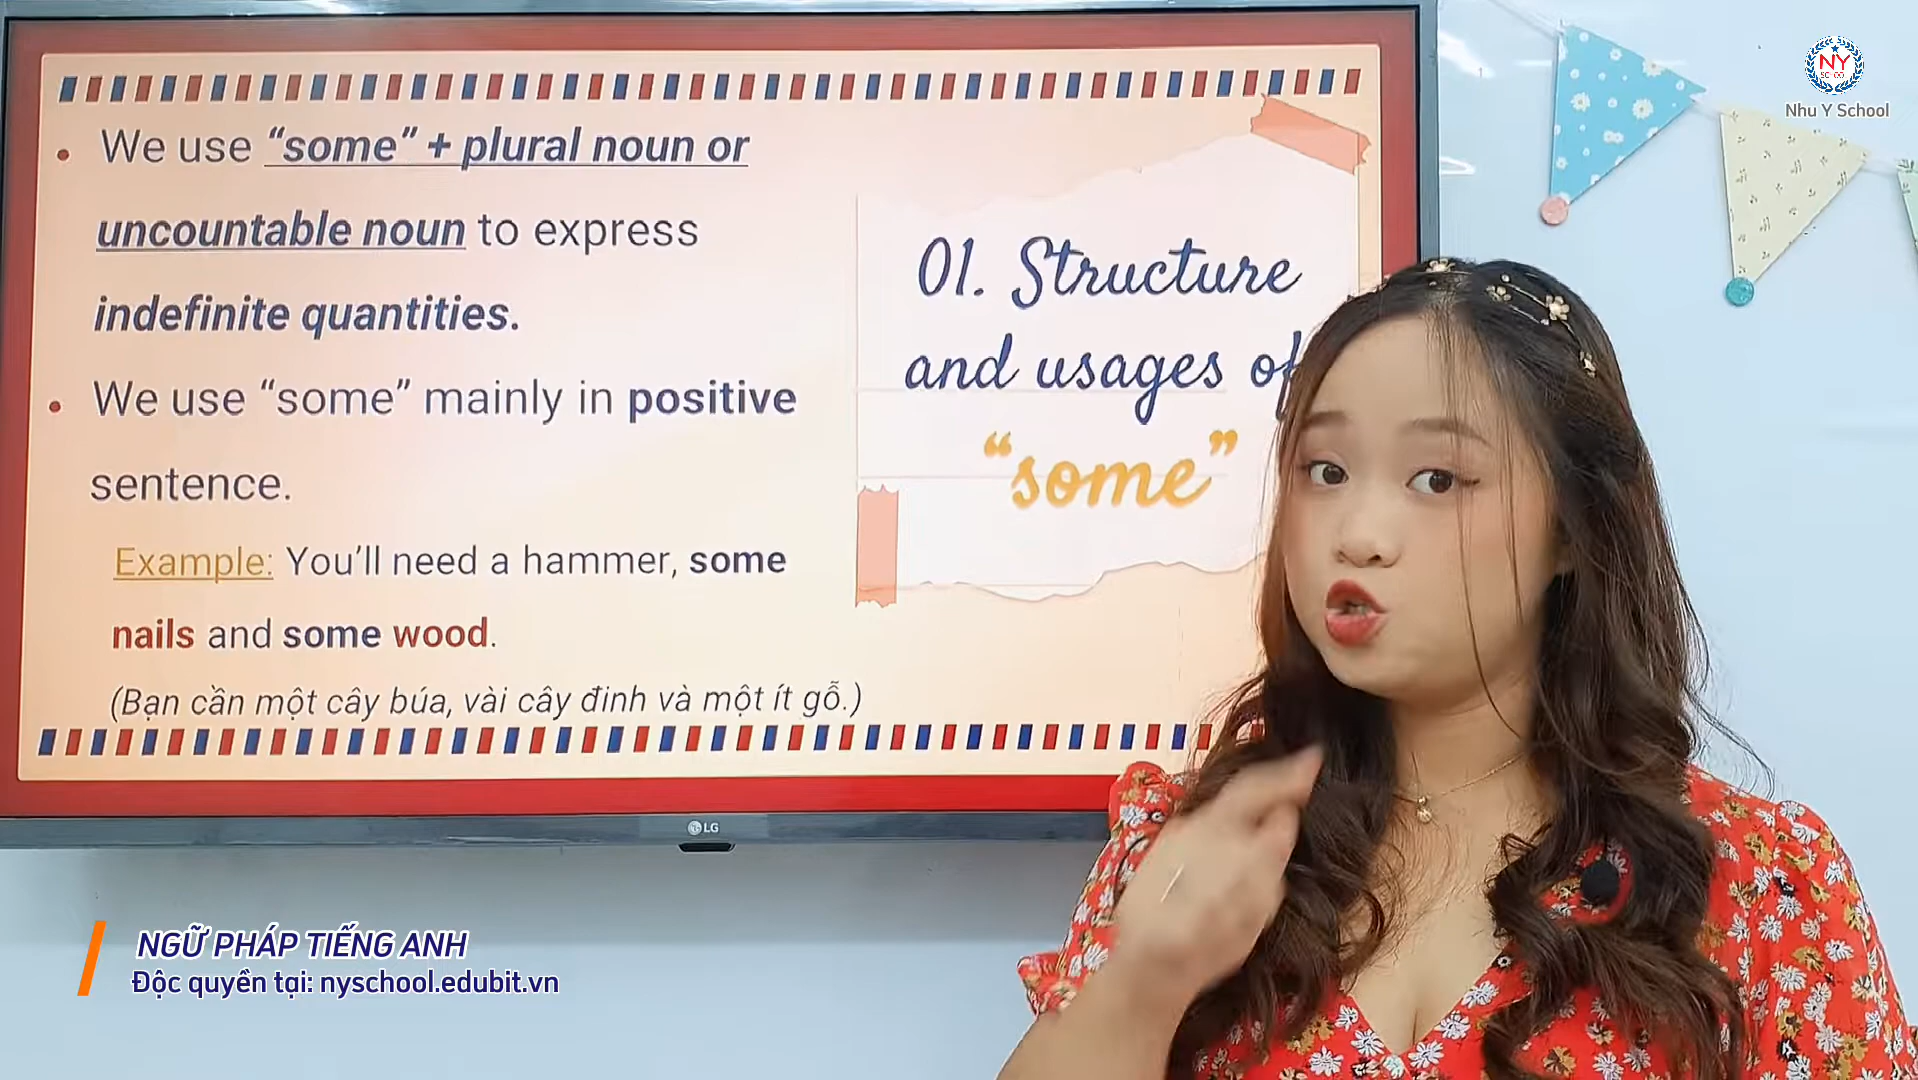 We use “some” + plural noun or
uncountable noun to express
indefinite quantities.
We use “some” mainly in positive
sentence.
Example: You’ll need a hammer, some
nails and some wood.
(Bạn cần một cây búa, vài cây đinh và một ít gỗ.)
01. Structure
and usages of
“some”
LG
NY
SCHOOL
Nhu Y School
NGỮ PHÁP TIẾNG ANH
Độc quyền tại: nyschool.edubit.vn